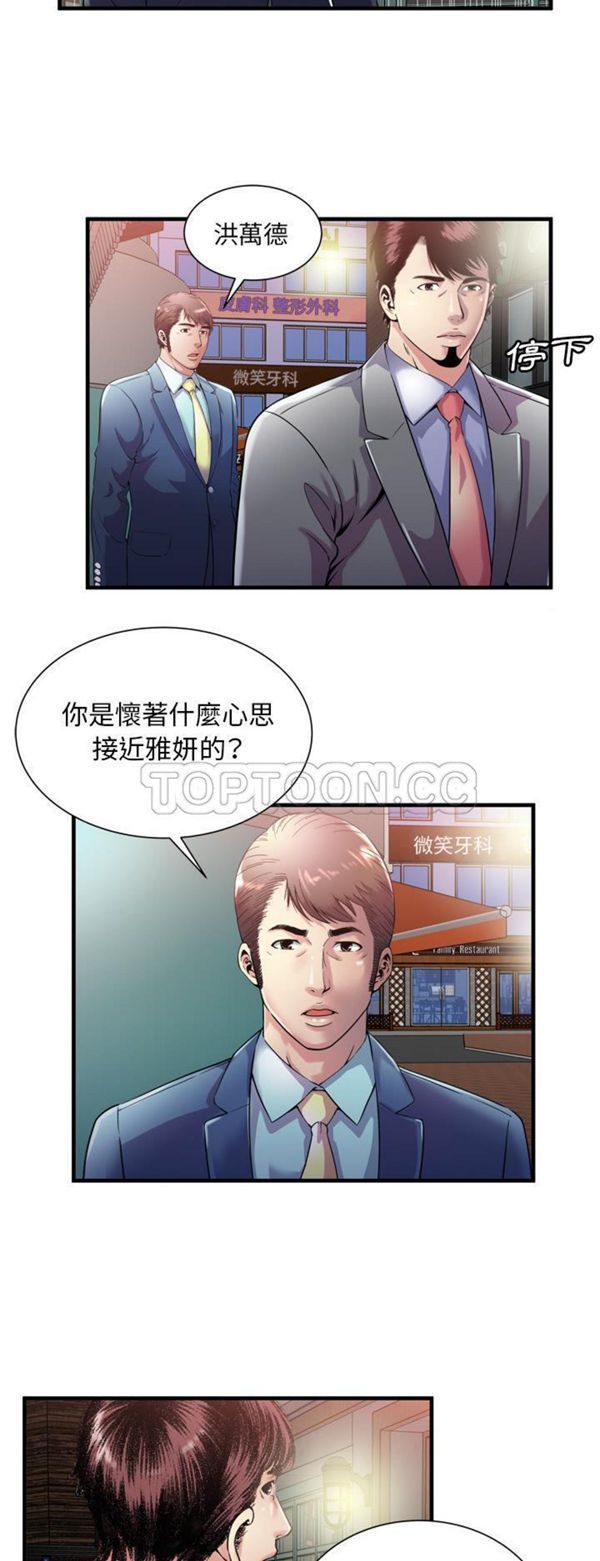 洪萬德
皮膚科 整形外科
微笑牙科
停下
你是懷著什麼心思
接近雅妍的?
TOPTOON.CC
微笑牙科
Family Restaurant